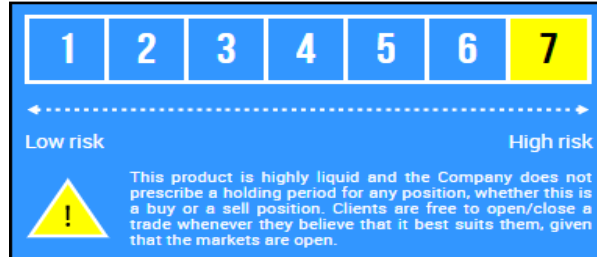 1 2 3 4 5 6 7
Low risk High risk
This product is highly liquid and the Company does not
prescribe a holding period for any position, whether this is
a buy or a sell position. Clients are free to open/close a
trade whenever they believe that it best suits them, given
that the markets are open.
!